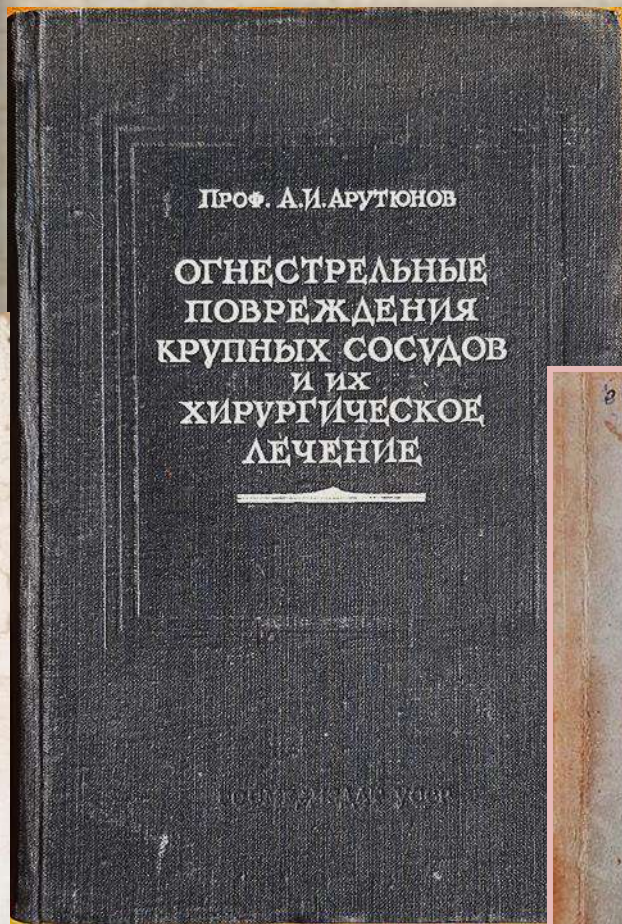 Проф. А.И. АРУТЮНОВ
ОГНЕСТРЕЛЬНЫЕ
ПОВРЕЖДЕНИЯ
КРУПНЫХ СОСУДОВ
И ИХ
ХИРУРГИЧЕСКОЕ
ЛЕЧЕНИЕ